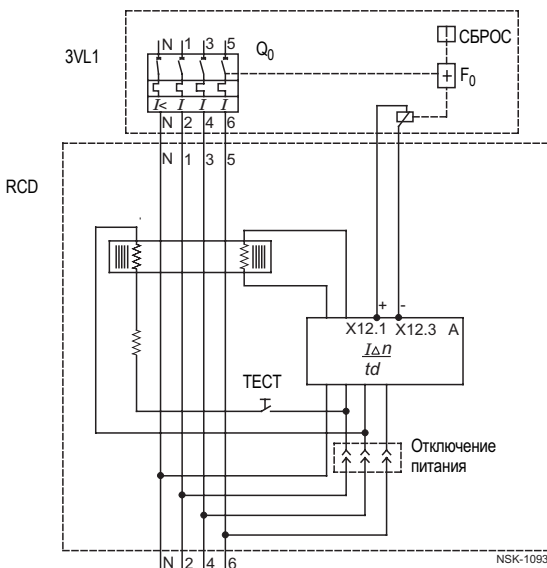 СБРОС
3VL1
N 1 3 5
Q0
F0
I< I I I
N 2 4 6
N 1 3 5
RCD
+ -
X12.1 X12.3 A
IΔn
td
ТЕСТ
Отключение
питания
N 2 4 6
NSK-1093